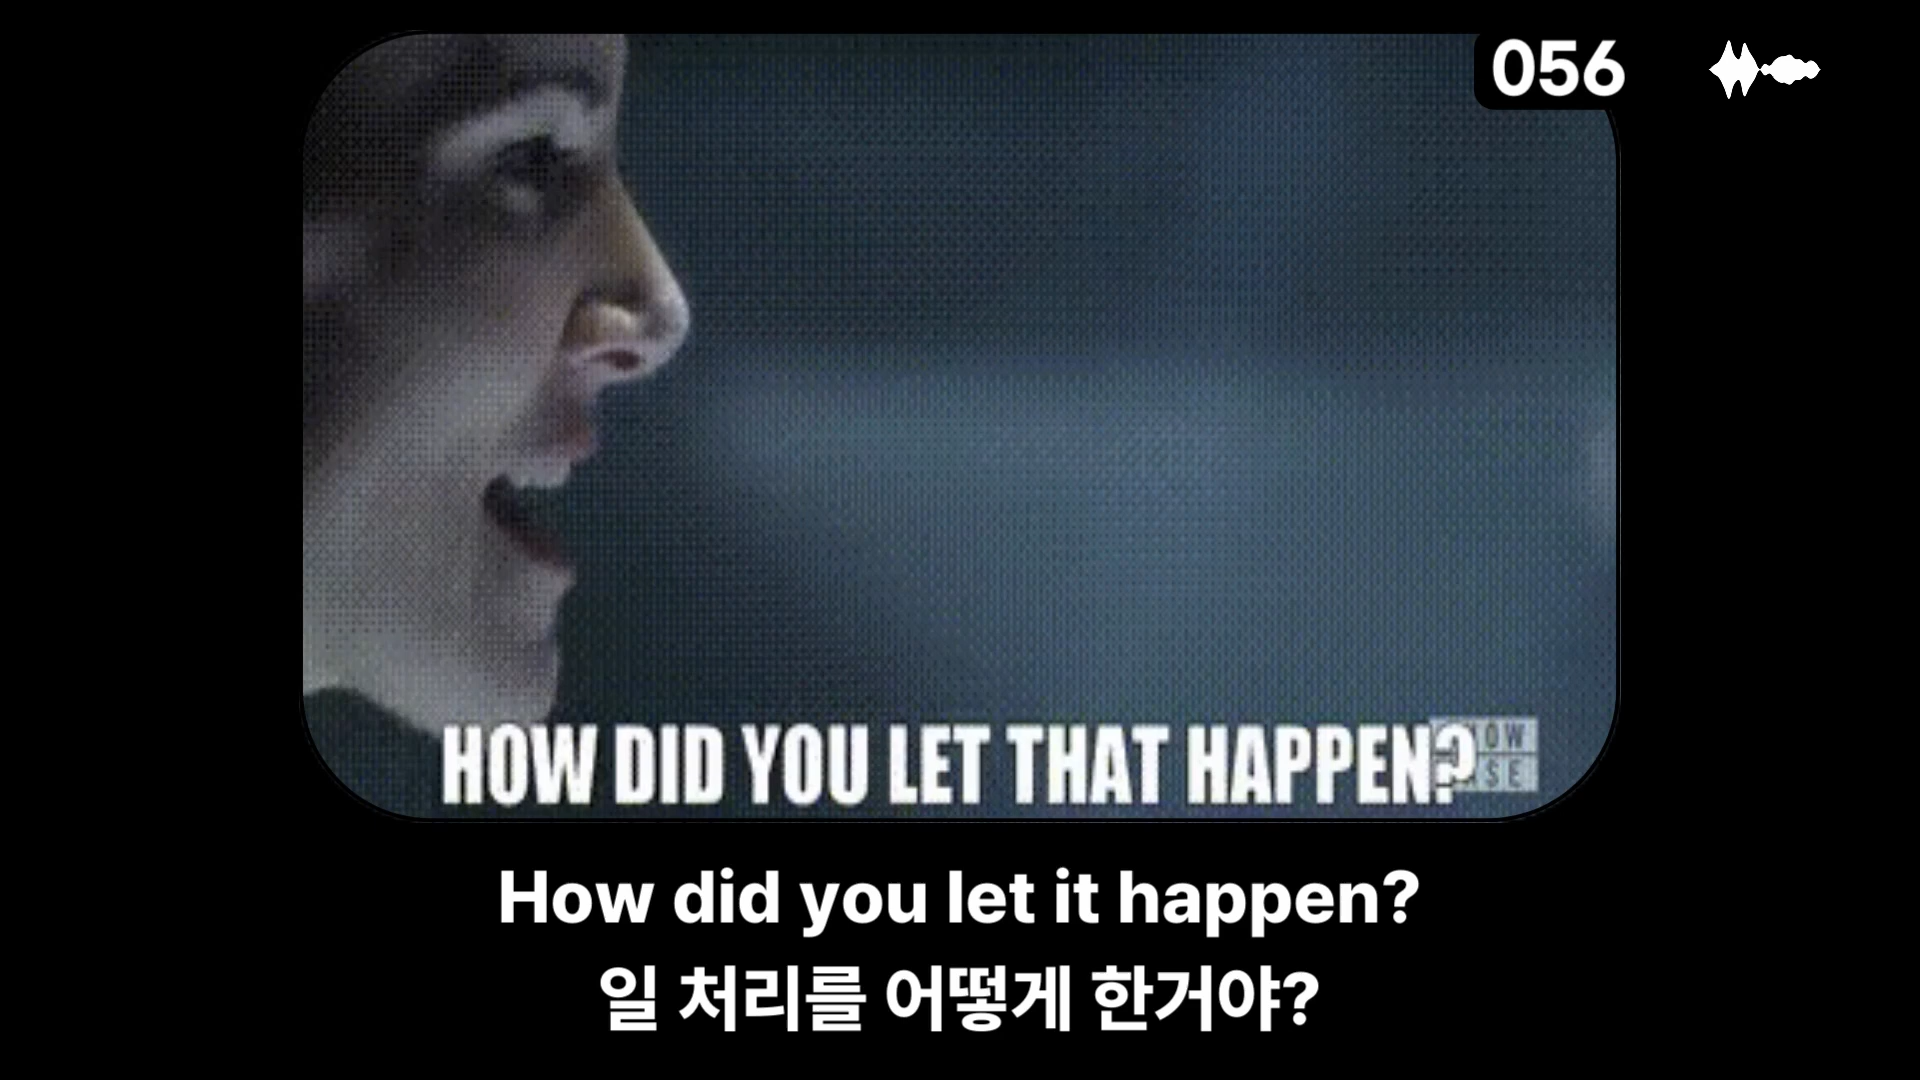 056
HOW DID YOU LET THAT HAPPEN?
How did you let it happen?
일 처리를 어떻게 한거야?